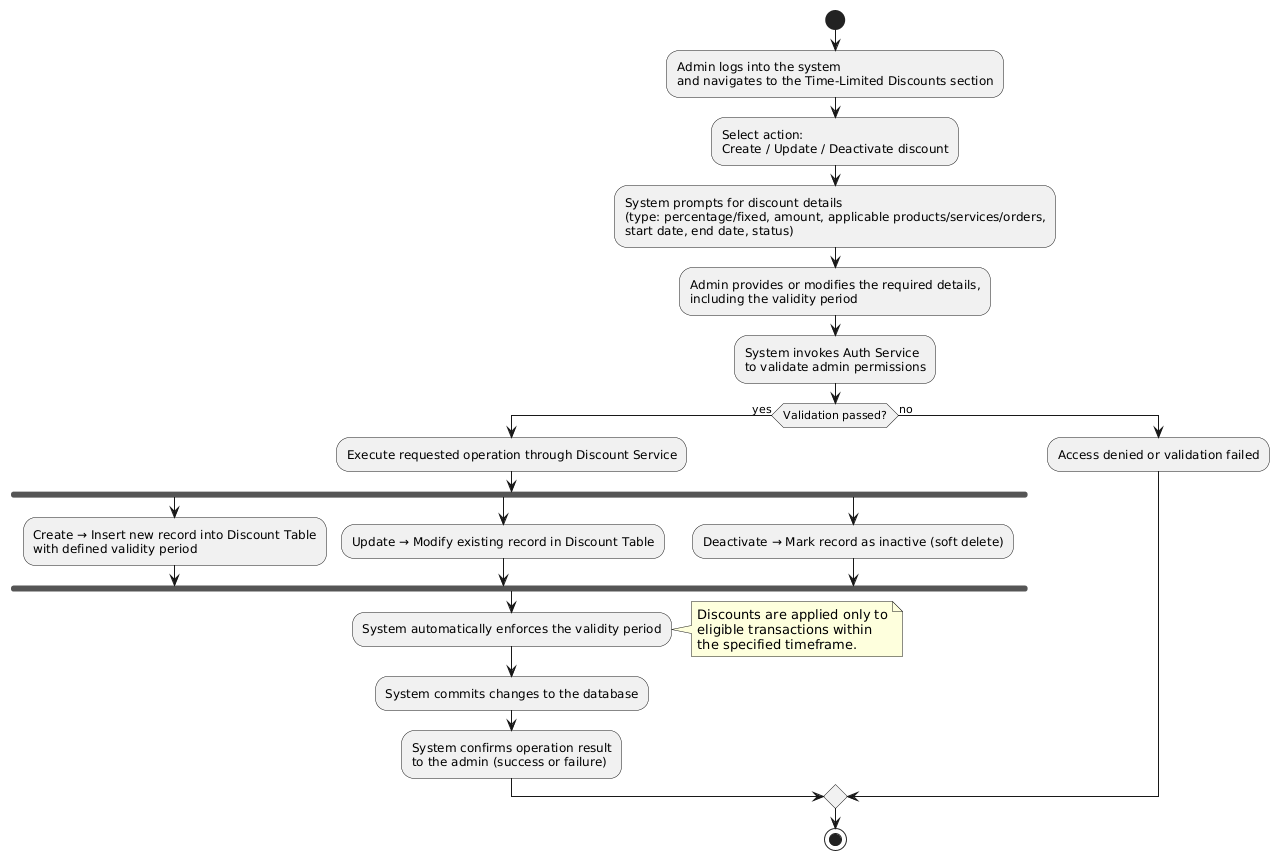 Admin logs into the system
and navigates to the Time-Limited Discounts section
Select action:
Create / Update / Deactivate discount
System prompts for discount details
(type: percentage/fixed, amount, applicable products/services/orders,
start date, end date, status)
Admin provides or modifies the required details,
including the validity period
System invokes Auth Service
to validate admin permissions
yes
Validation passed?
no
Execute requested operation through Discount Service
Access denied or validation failed
Create → Insert new record into Discount Table
with defined validity period
Update → Modify existing record in Discount Table
Deactivate → Mark record as inactive (soft delete)
System automatically enforces the validity period
Discounts are applied only to
eligible transactions within
the specified timeframe.
System commits changes to the database
System confirms operation result
to the admin (success or failure)